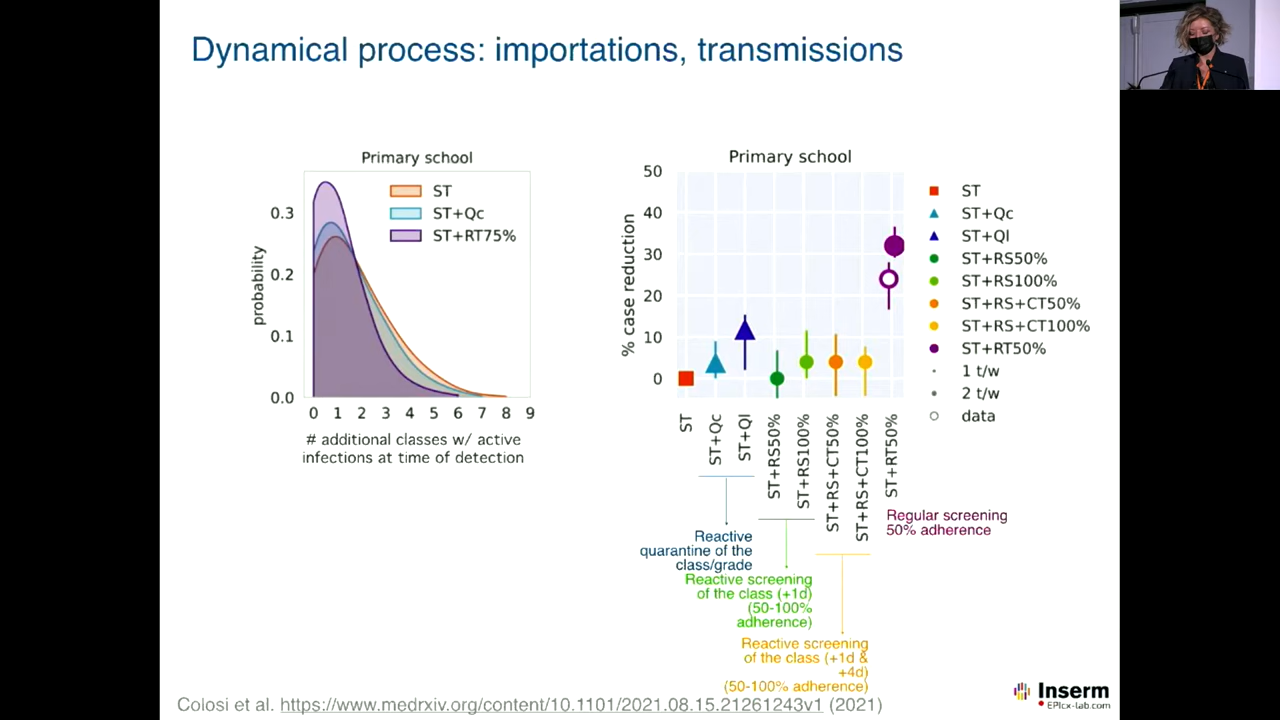 Dynamical process: importations, transmissions
Primary school
0.3
0.2
0.1
0.0
probability
ST
ST+Qc
ST+RT75%
0 1 2 3 4 5 6 7 8 9
# additional classes w/ active
infections at time of detection
Primary school
50
40
30
20
10
0
% case reduction
ST
ST+Qc
ST+Ql
ST+RS50%
ST+RS100%
ST+RS+CT50%
ST+RS+CT100%
ST+RT50%
ST
ST+Qc
ST+Ql
ST+RS50%
ST+RS100%
ST+RS+CT50%
ST+RS+CT100%
ST+RT50%
1 t/w
2 t/w
data
Regular screening
50% adherence
Reactive
quarantine of the
class/grade
Reactive screening
of the class (+1d)
(50-100%
adherence)
Reactive screening
of the class (+1d &
+4d)
(50-100% adherence)
Colosi et al. https://www.medrxiv.org/content/10.1101/2021.08.15.21261243v1 (2021)
Inserm
EPIcx-lab.com